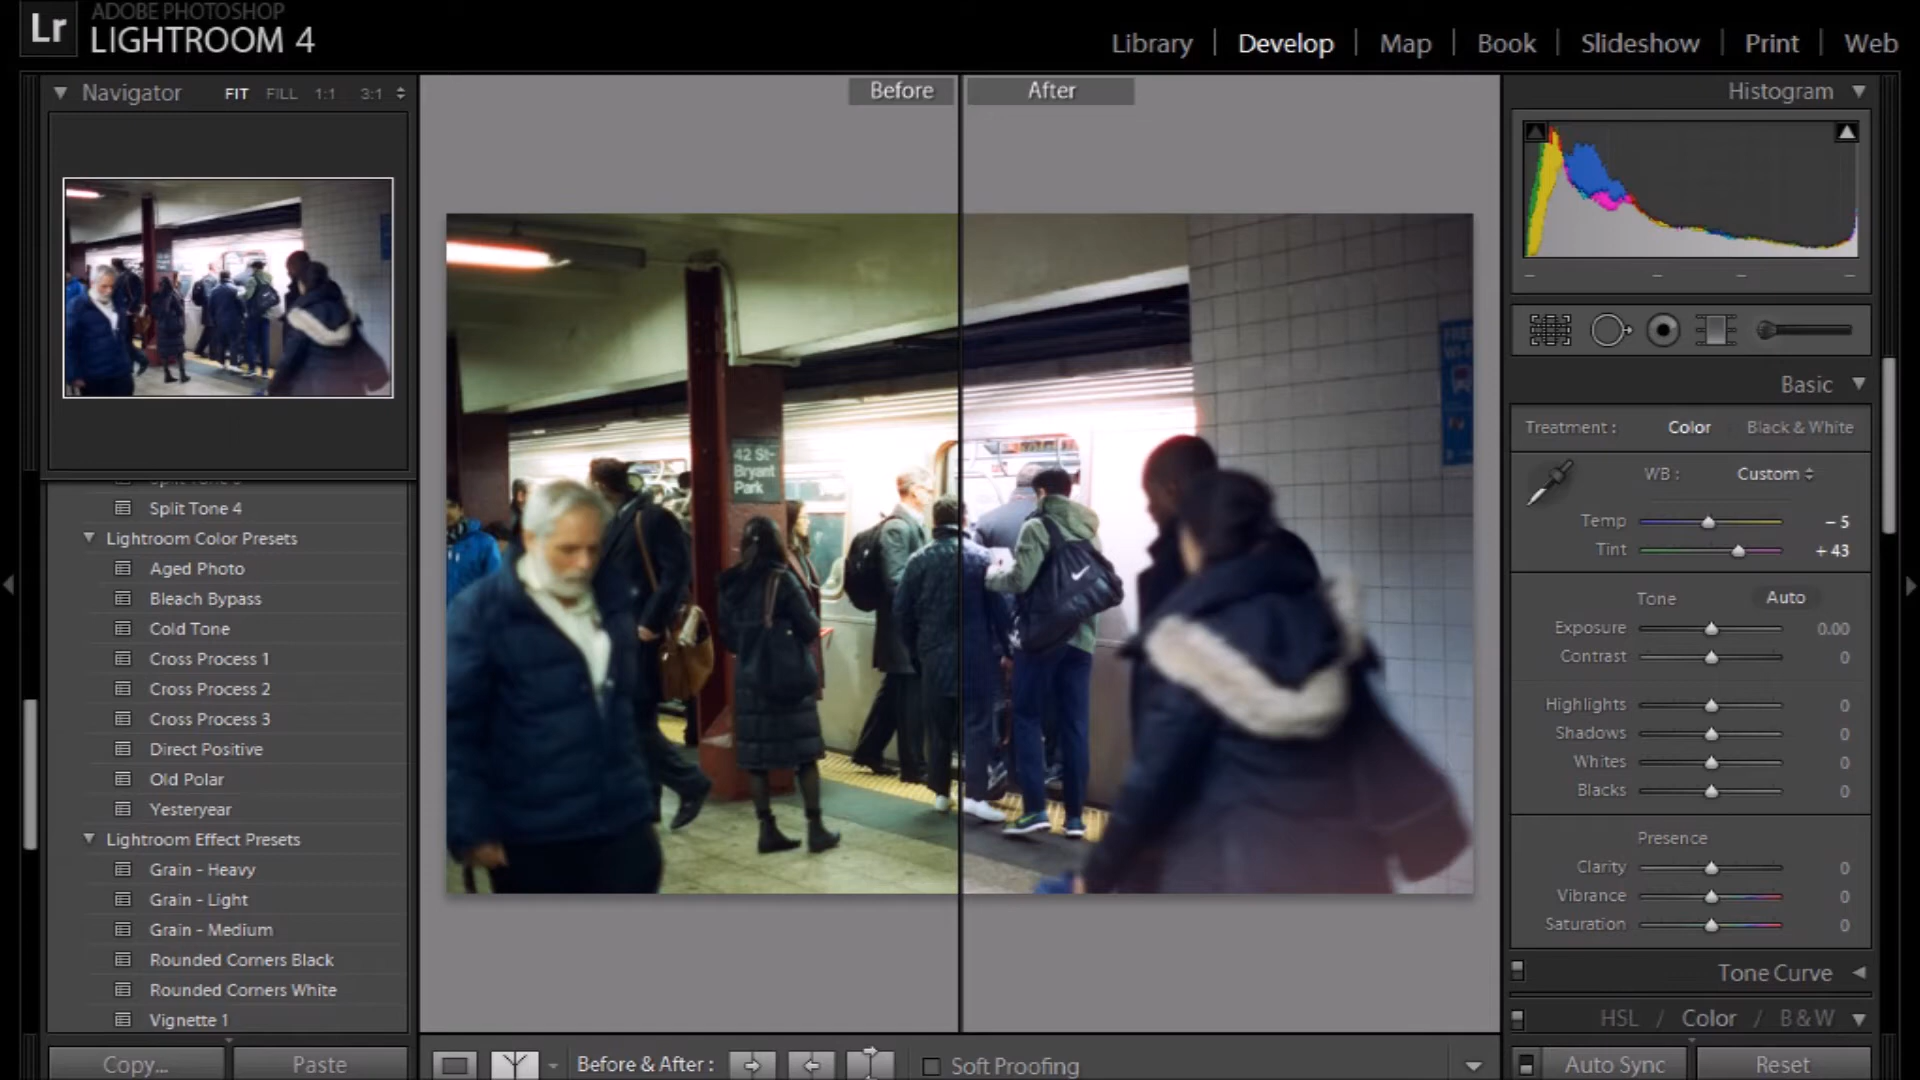 Lr
ADOBE PHOTOSHOP
LIGHTROOM 4
Library | Develop | Map | Book | Slideshow | Print | Web
Navigator FIT FILL 1:1 3:1
Before
After
Histogram
42 St-
Bryant
Park
FREE
Wi-Fi
Basic
Treatment : Color Black & White
WB : Custom
Temp - 5
Tint + 43
Tone Auto
Exposure 0.00
Contrast 0
Highlights 0
Shadows 0
Whites 0
Blacks 0
Presence
Clarity 0
Vibrance 0
Saturation 0
Tone Curve
HSL / Color / B & W
Split Tone 4
Lightroom Color Presets
Aged Photo
Bleach Bypass
Cold Tone
Cross Process 1
Cross Process 2
Cross Process 3
Direct Positive
Old Polar
Yesteryear
Lightroom Effect Presets
Grain - Heavy
Grain - Light
Grain - Medium
Rounded Corners Black
Rounded Corners White
Vignette 1
Copy... Paste
Before & After : Soft Proofing
Auto Sync Reset